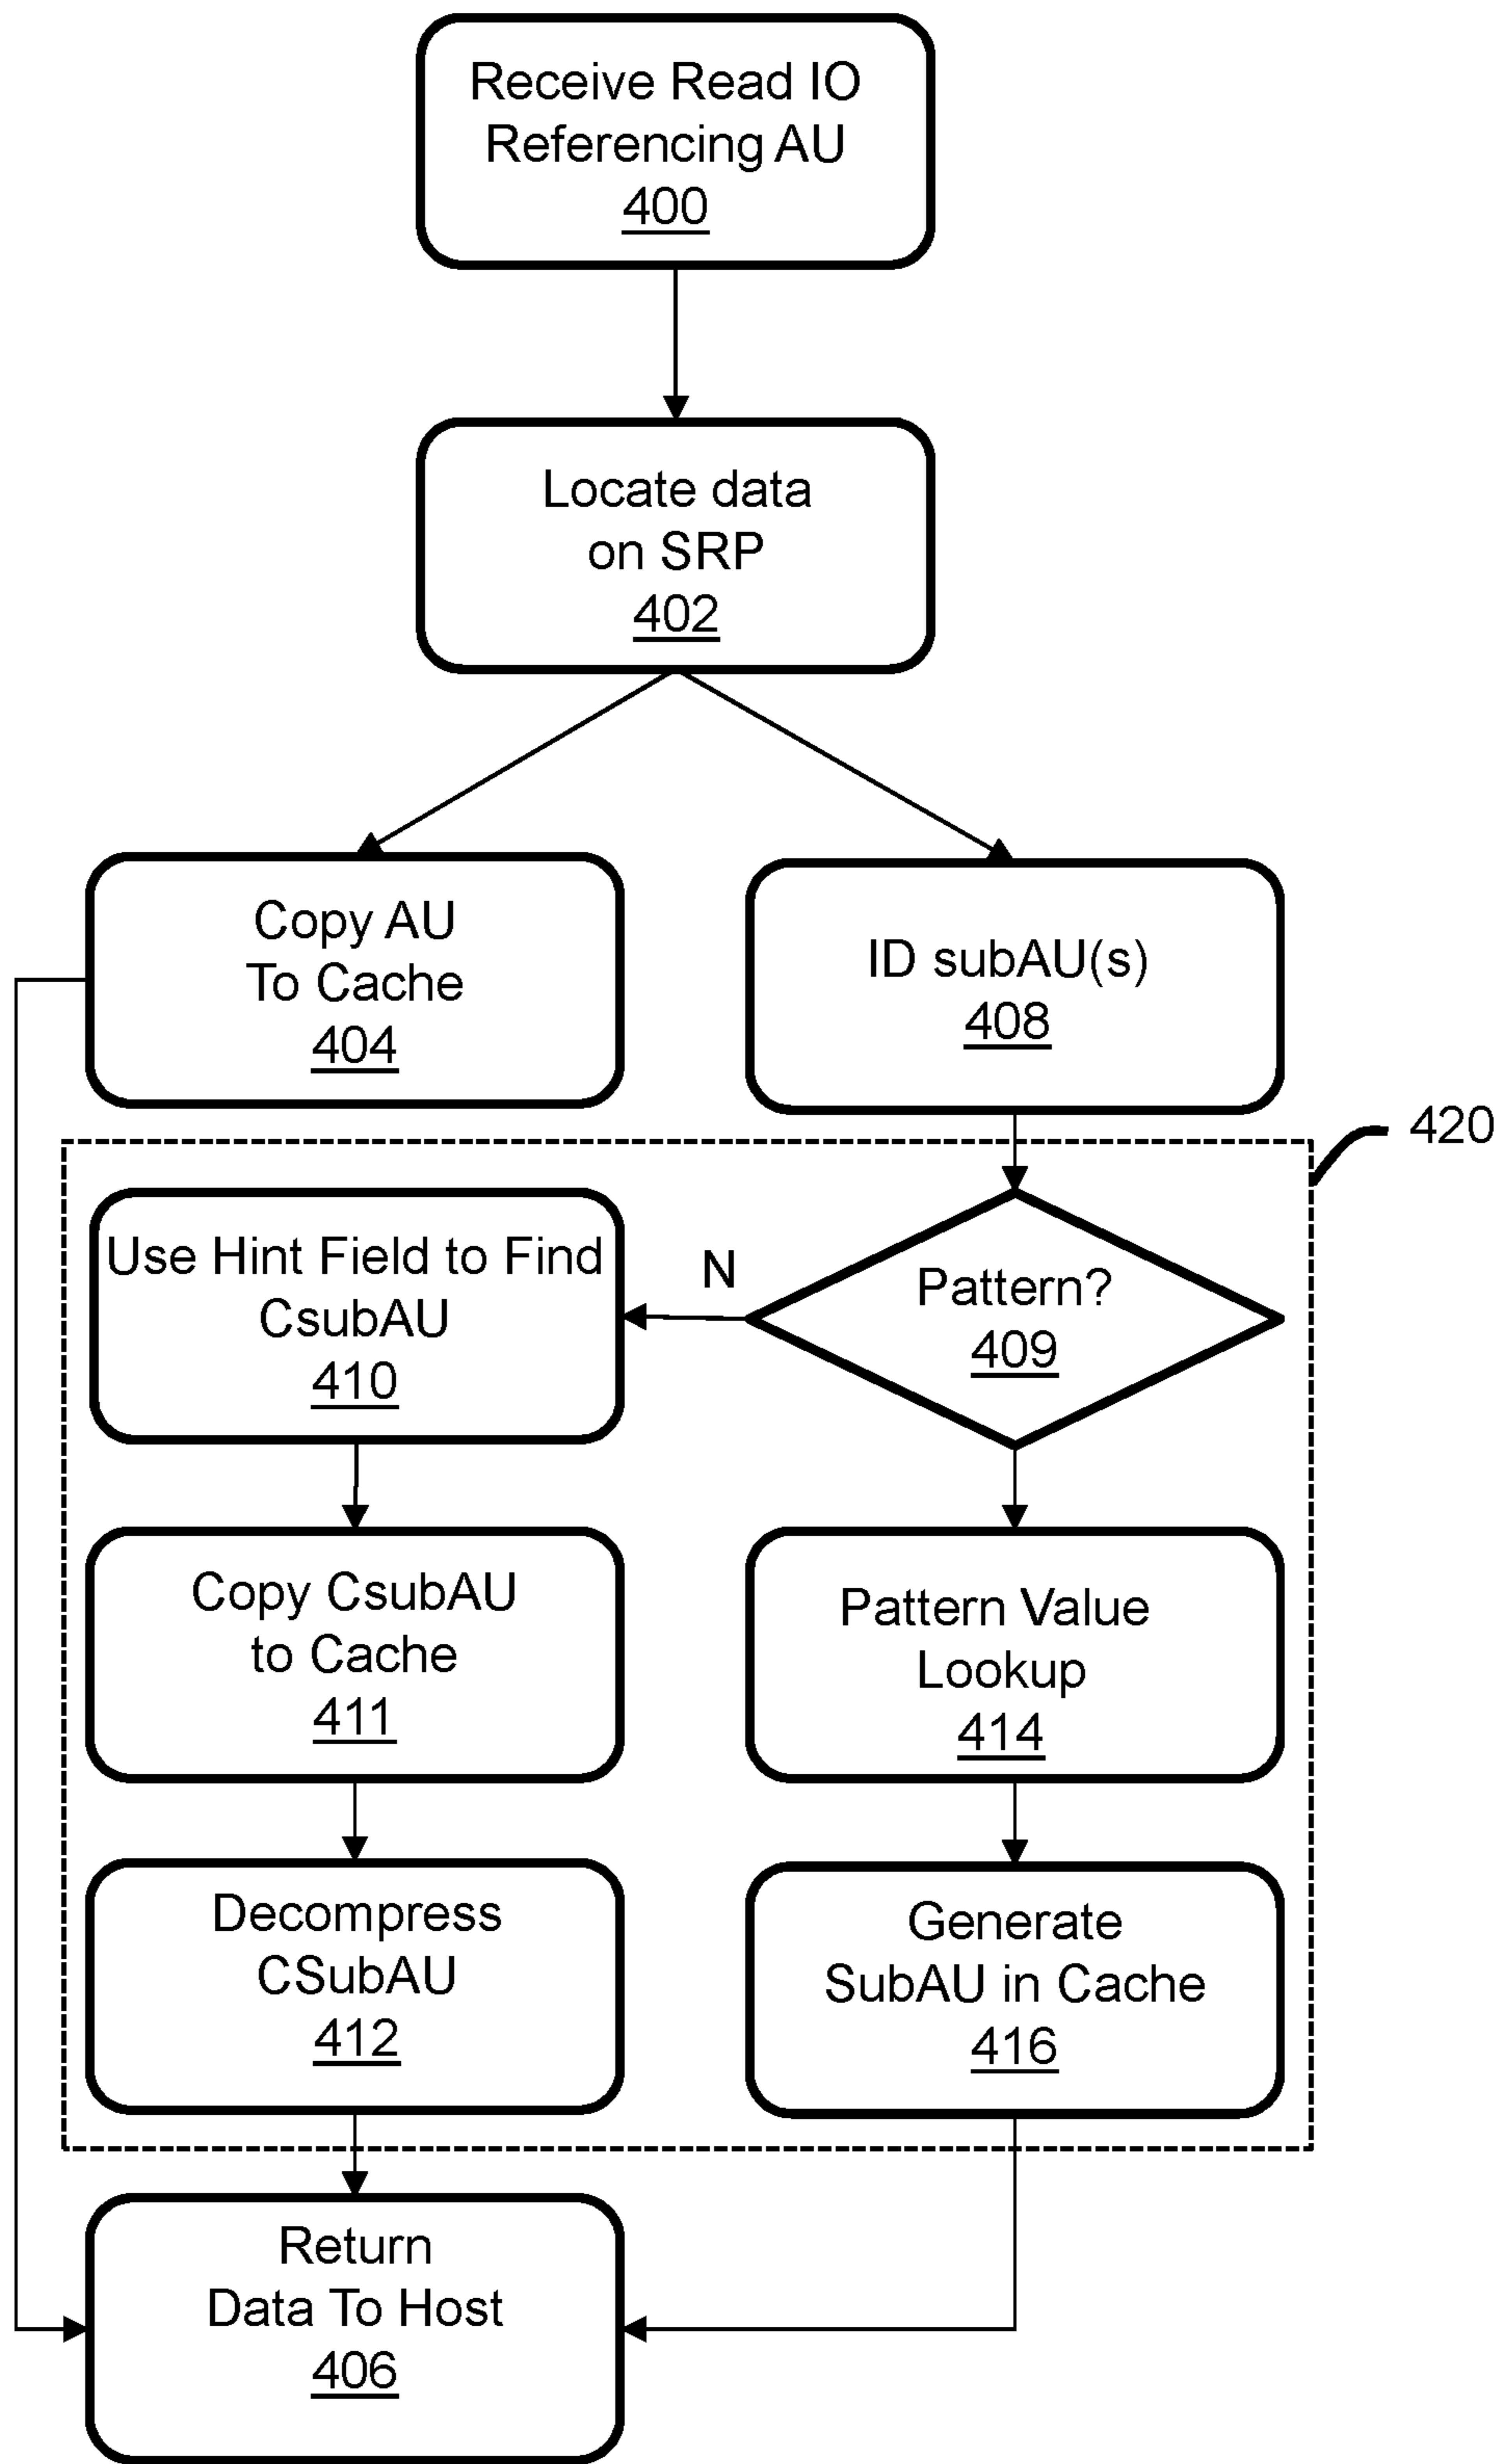 Receive Read IO
Referencing AU
400
Locate data
on SRP
402
Copy AU
To Cache
404
ID subAU(s)
408
420
Use Hint Field to Find
CsubAU
410
N
Pattern?
409
Copy CsubAU
to Cache
411
Pattern Value
Lookup
414
Decompress
CSubAU
412
Generate
SubAU in Cache
416
Return
Data To Host
406